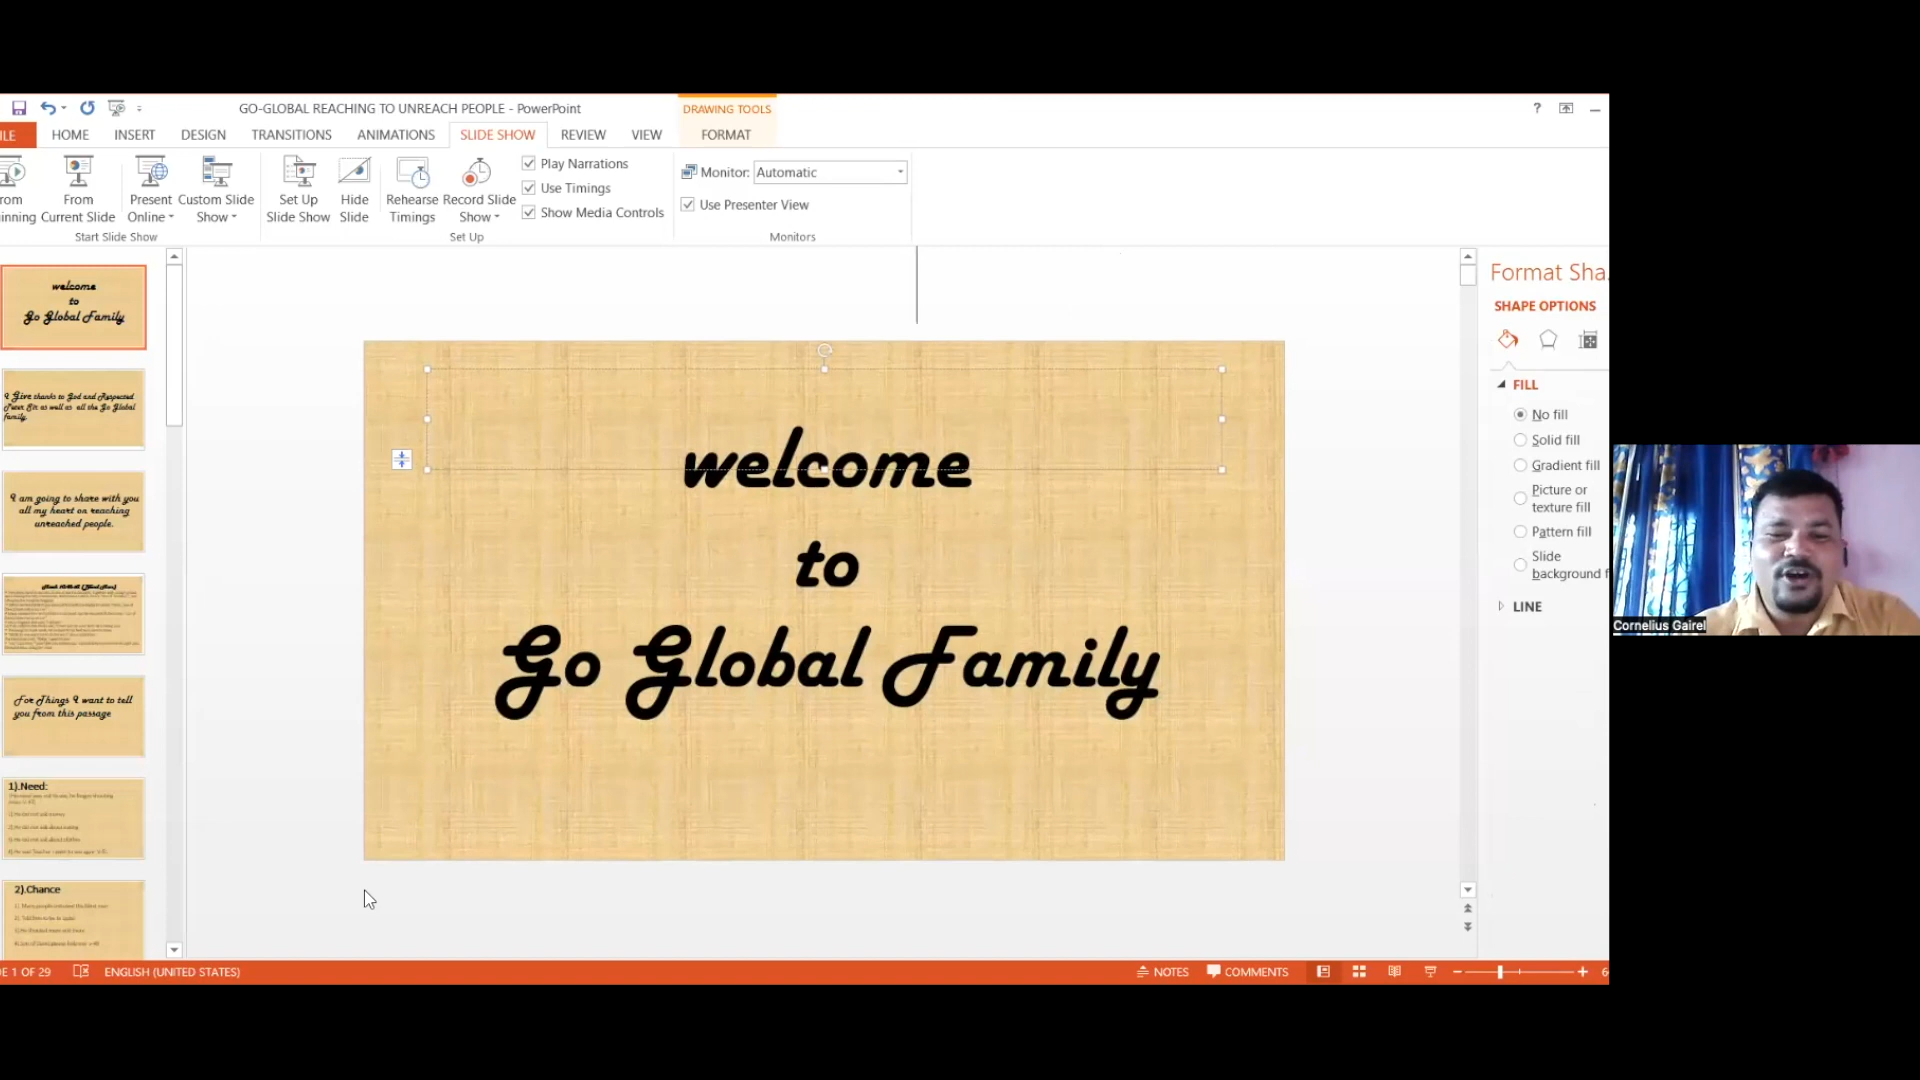 GO-GLOBAL REACHING TO UNREACH PEOPLE - PowerPoint
DRAWING TOOLS
?
ILE HOME INSERT DESIGN TRANSITIONS ANIMATIONS SLIDE SHOW REVIEW VIEW FORMAT
Play Narrations
Use Timings
Show Media Controls
Monitor: Automatic
Use Presenter View
rom From Present Custom Slide Set Up Hide Rehearse Record Slide
inning Current Slide Online Show Slide Show Slide Timings Show
Start Slide Show Set Up Monitors
welcome
to
Go Global Family
I Give thanks to God and Respected
Peter Sir as well as all the Go Global
family.
I am going to share with you
all my heart on reaching
unreached people.
For Things I want to tell
you from this passage
1).Need:
2).Chance
welcome
to
Go Global Family
Format Sha
SHAPE OPTIONS
FILL
No fill
Solid fill
Gradient fill
Picture or
texture fill
Pattern fill
Slide
background f
LINE
Cornelius Gairel
DE 1 OF 29 ENGLISH (UNITED STATES) NOTES COMMENTS 6